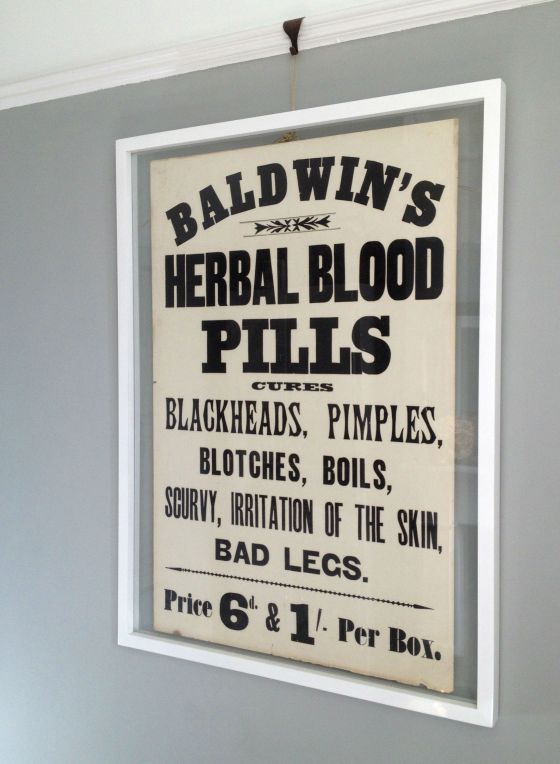 BALDWIN'S
HERBAL BLOOD
PILLS
CURES
BLACKHEADS, PIMPLES,
BLOTCHES, BOILS,
SCURVY, IRRITATION OF THE SKIN,
BAD LEGS.
Price 6d. & 1/- Per Box.